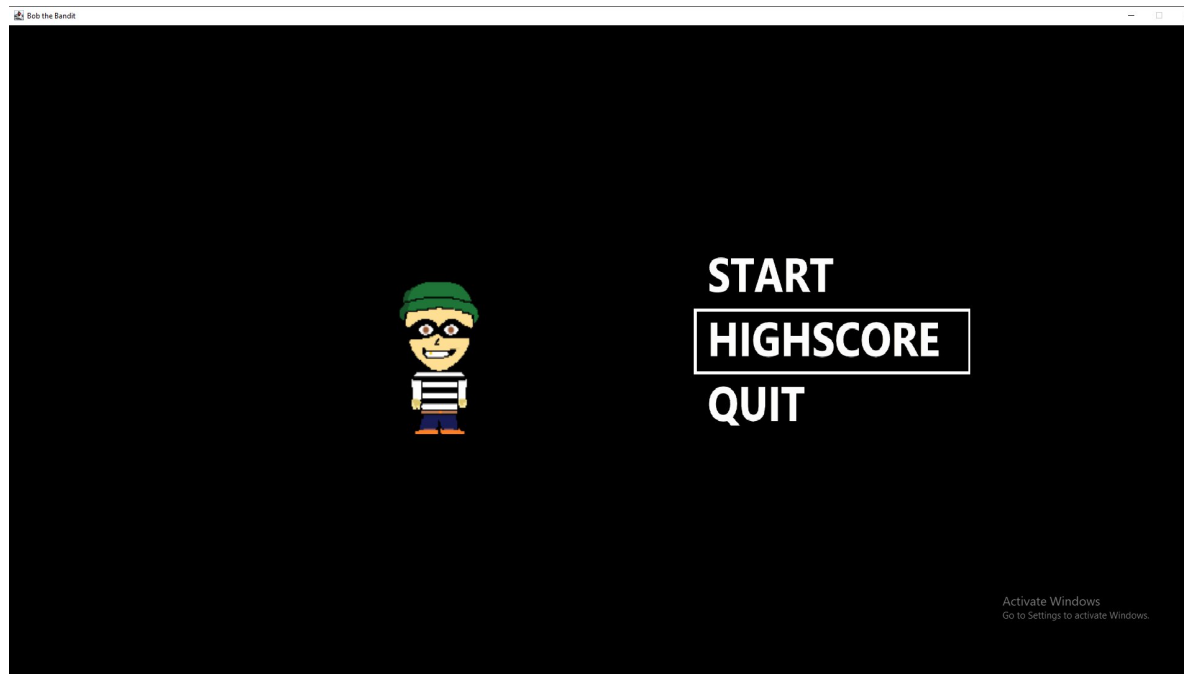 Bob the Bandit
START
HIGHSCORE
QUIT
Activate Windows
Go to Settings to activate Windows.